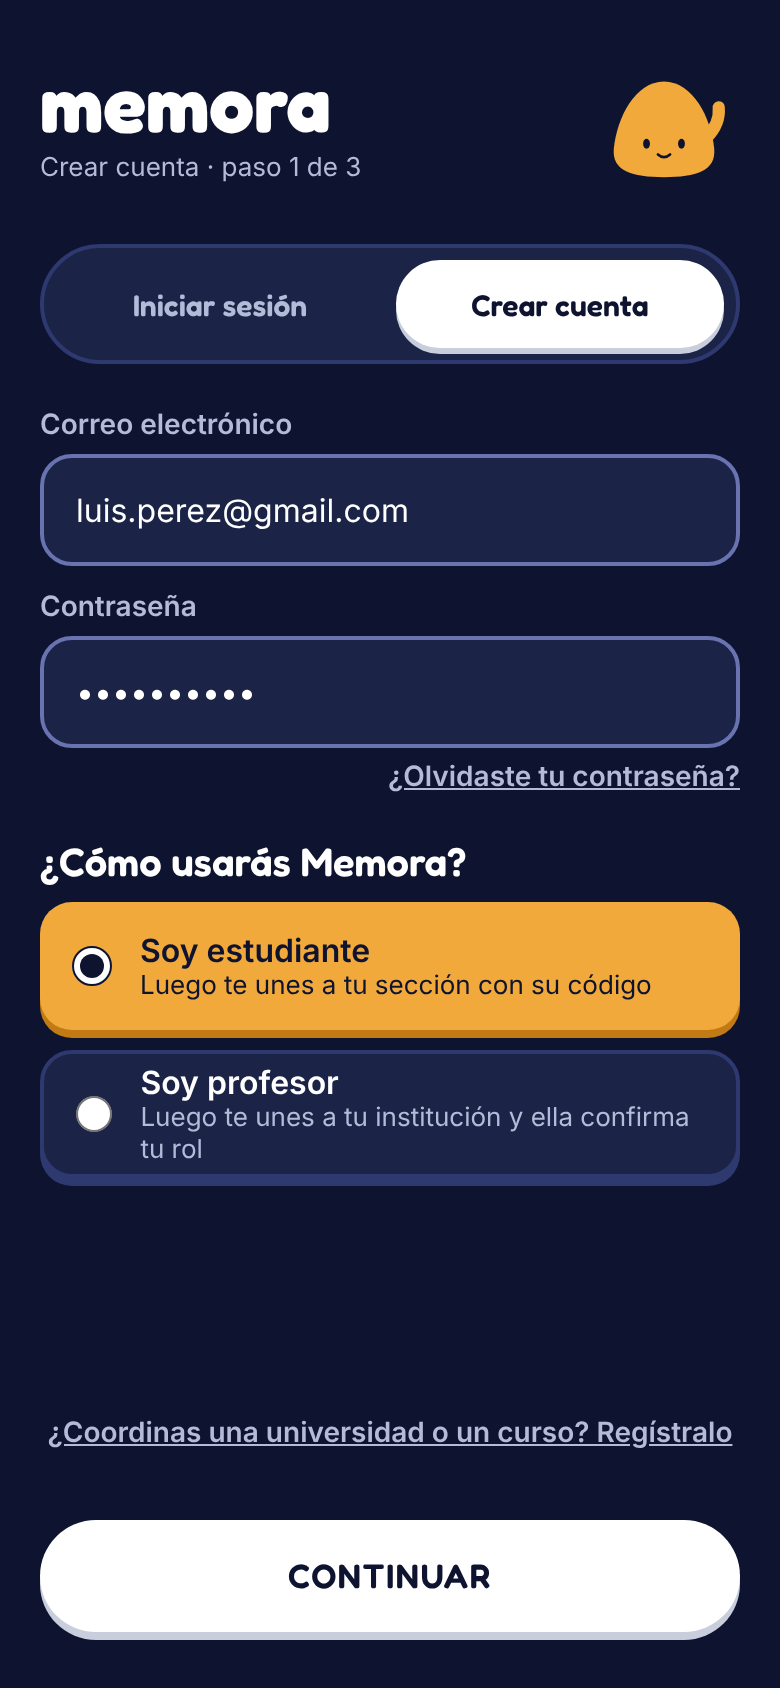 memora
Crear cuenta · paso 1 de 3
Iniciar sesión
Crear cuenta
Correo electrónico
luis.perez@gmail.com
Contraseña
••••••••••
¿Olvidaste tu contraseña?
¿Cómo usarás Memora?
Soy estudiante
Luego te unes a tu sección con su código
Soy profesor
Luego te unes a tu institución y ella confirma
tu rol
¿Coordinas una universidad o un curso? Regístralo
CONTINUAR